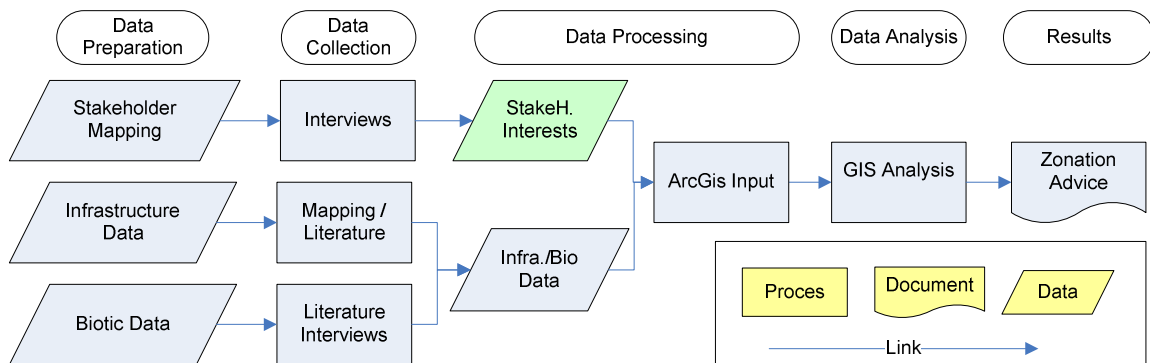 Data
Preparation
Data
Collection
Data Processing
Data Analysis
Results
Stakeholder
Mapping
Interviews
StakeH.
Interests
ArcGis Input
GIS Analysis
Zonation
Advice
Infrastructure
Data
Mapping /
Literature
Infra./Bio
Data
Biotic Data
Literature
Interviews
Proces
Document
Data
Link